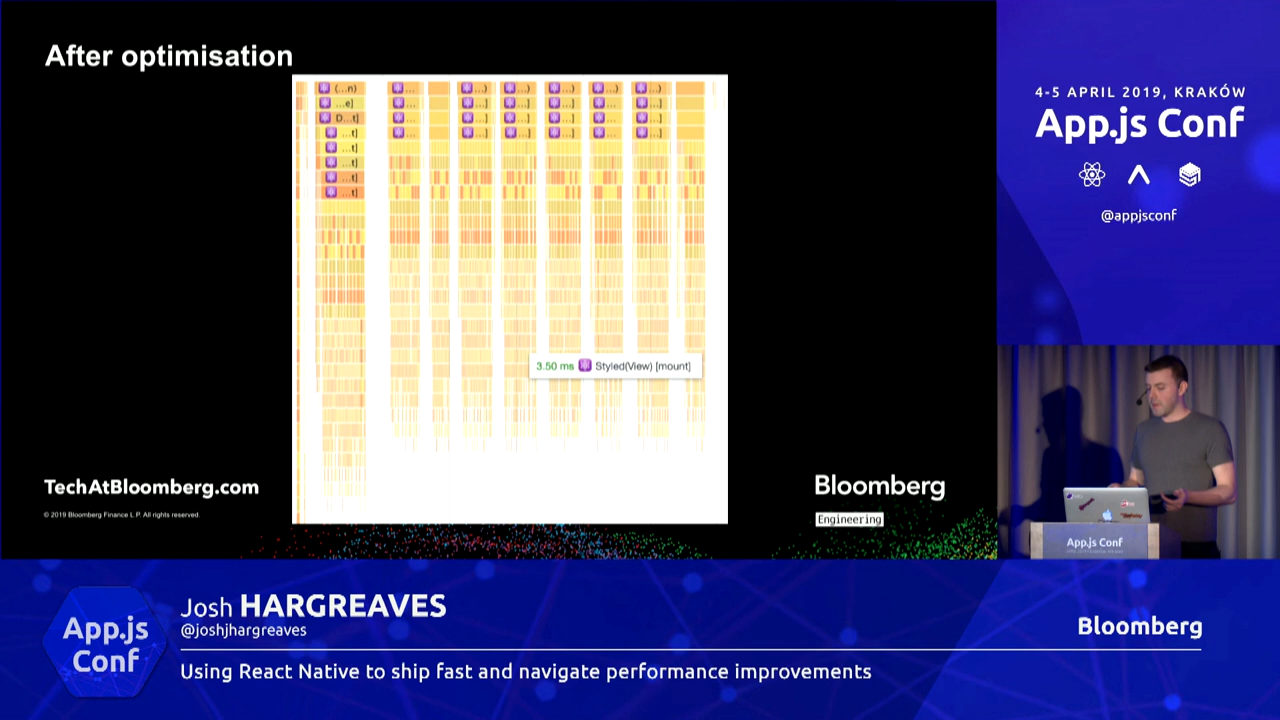 After optimisation
(...n)
...e]
D...t]
...t]
...t]
...t]
...t]
...t]
3.50 ms Styled(View) [mount]
TechAtBloomberg.com
© 2019 Bloomberg Finance L.P. All rights reserved.
Bloomberg
Engineering
4-5 APRIL 2019, KRAKÓW
App.js Conf
@appjsconf
App.js Conf
App.js
Conf
Josh HARGREAVES
@joshjhargreaves
Bloomberg
Using React Native to ship fast and navigate performance improvements